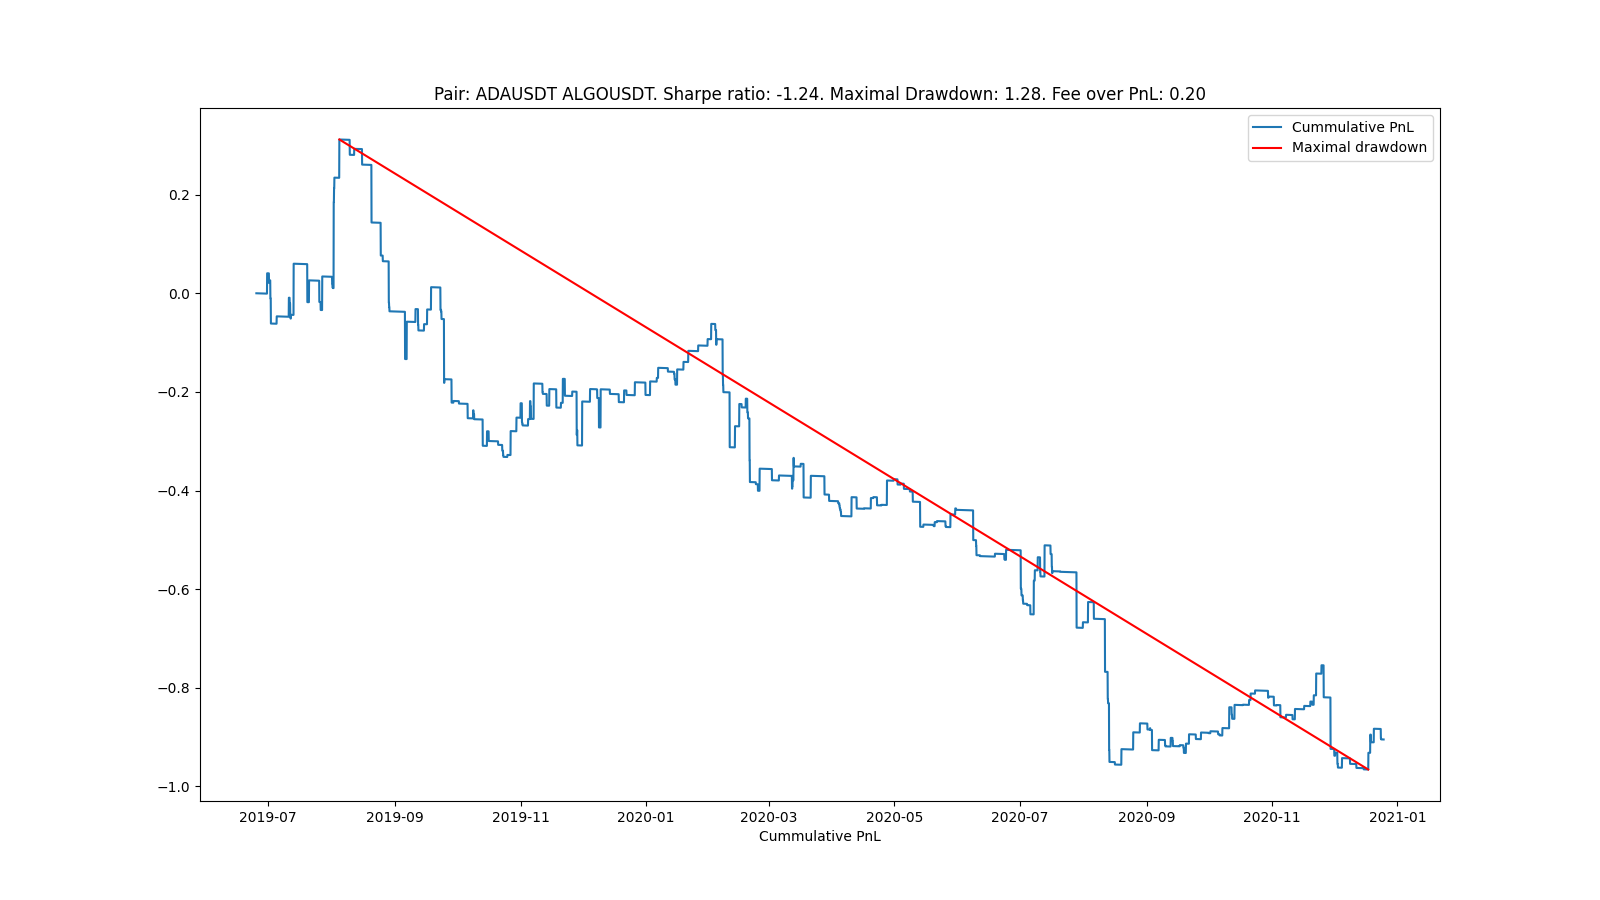 Pair: ADAUSDT ALGOUSDT. Sharpe ratio: -1.24. Maximal Drawdown: 1.28. Fee over PnL: 0.20
Cummulative PnL
Maximal drawdown
0.2
0.0
−0.2
−0.4
−0.6
−0.8
−1.0
2019-07 2019-09 2019-11 2020-01 2020-03 2020-05 2020-07 2020-09 2020-11 2021-01
Cummulative PnL